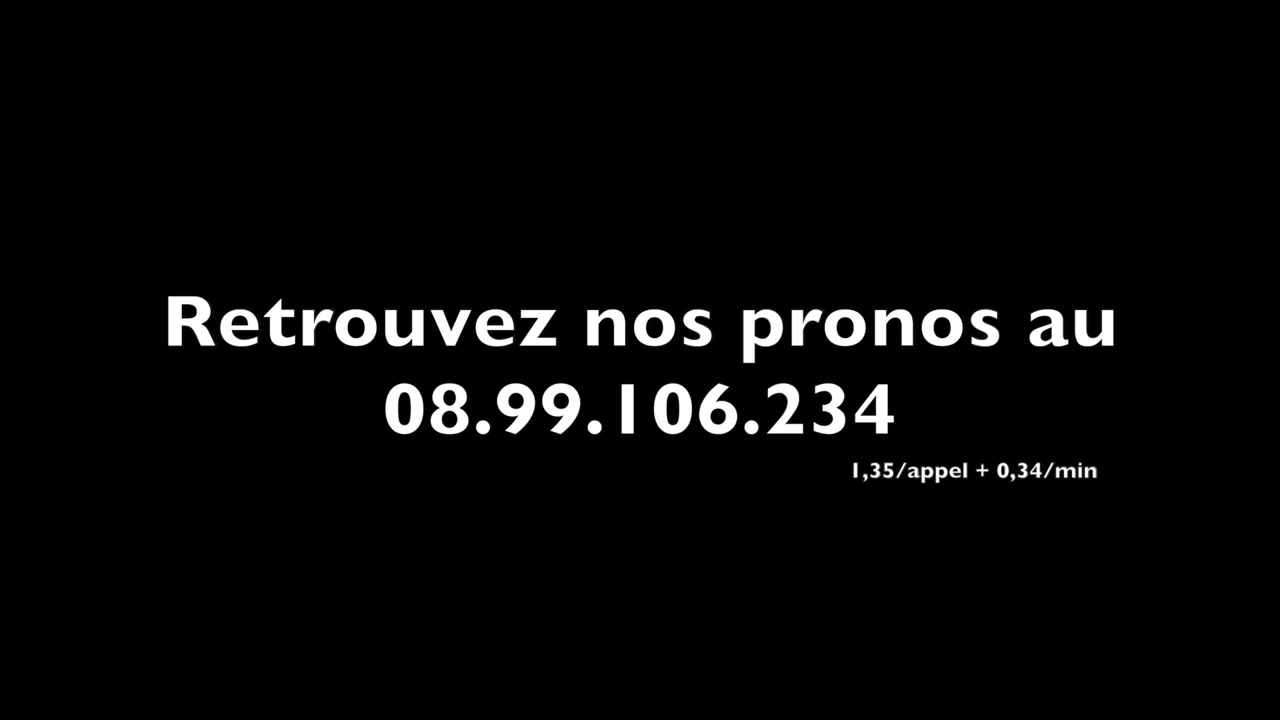 Retrouvez nos pronos au
08.99.106.234
1,35/appel + 0,34/min